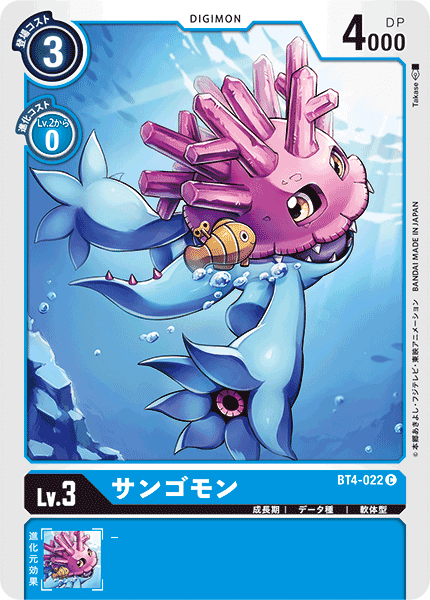 DIGIMON
登場コスト
3
4000
DP
進化コスト
Lv.2から
0
Takase
©本郷あきよし・フジテレビ・東映アニメーション BANDAI MADE IN JAPAN
Lv.3
サンゴモン
BT4-022 C
成長期 | データ種 | 軟体型
進化元効果
－